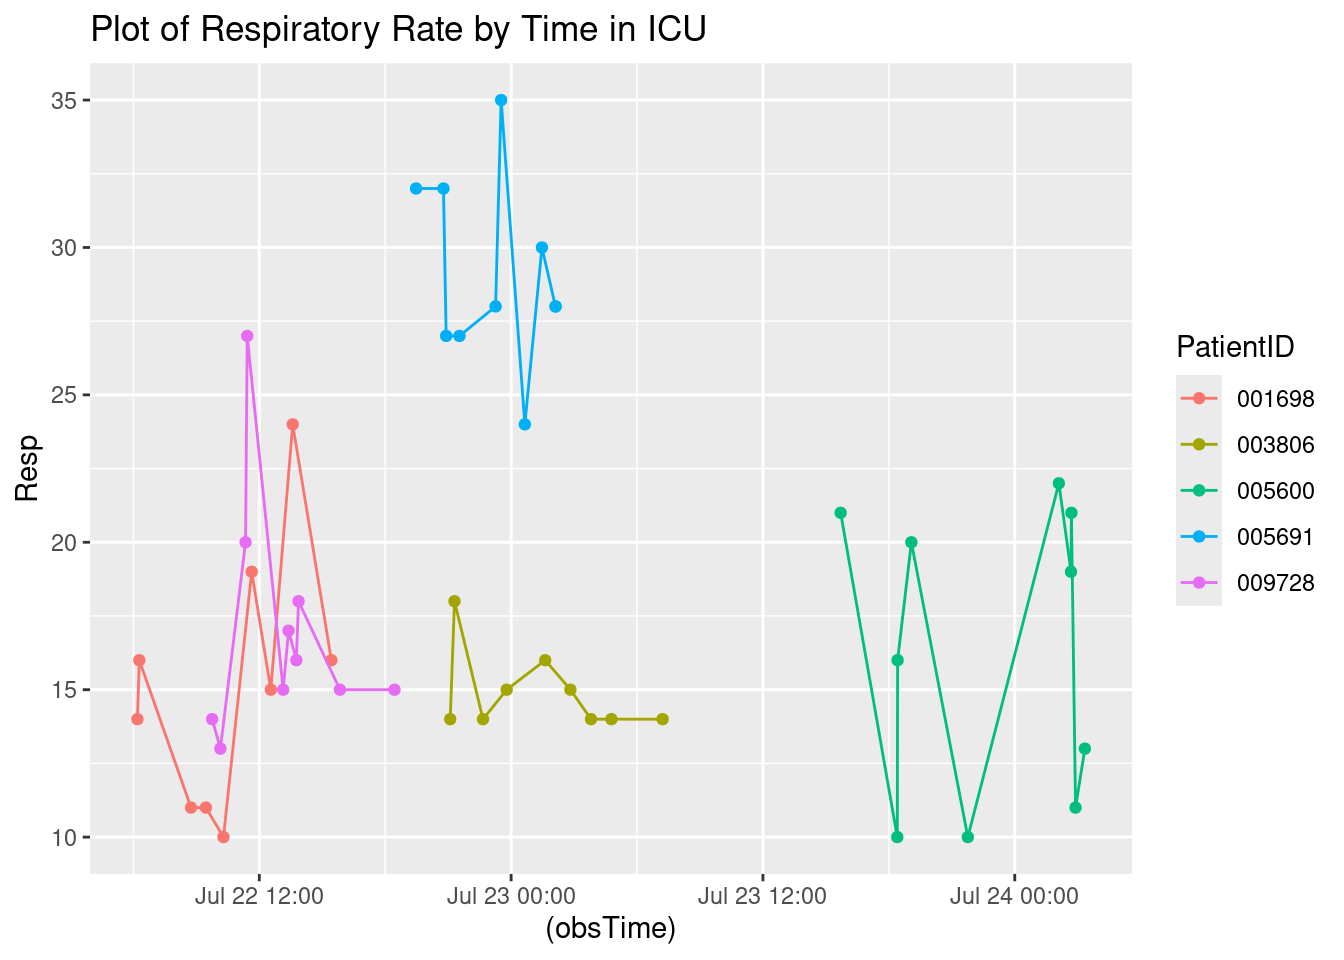 Plot of Respiratory Rate by Time in ICU
35
30
25
20
15
10
Resp
Jul 22 12:00
Jul 23 00:00
Jul 23 12:00
Jul 24 00:00
(obsTime)
PatientID
001698
003806
005600
005691
009728